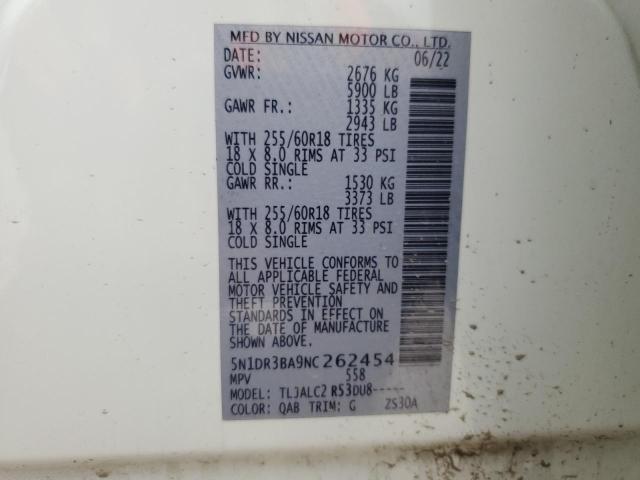 MFD BY NISSAN MOTOR CO., LTD.
DATE: 06/22
GVWR: 2676 KG
5900 LB
GAWR FR.: 1335 KG
2943 LB
WITH 255/60R18 TIRES
18 X 8.0 RIMS AT 33 PSI
COLD SINGLE
GAWR RR.: 1530 KG
3373 LB
WITH 255/60R18 TIRES
18 X 8.0 RIMS AT 33 PSI
COLD SINGLE
THIS VEHICLE CONFORMS TO
ALL APPLICABLE FEDERAL
MOTOR VEHICLE SAFETY AND
THEFT PREVENTION
STANDARDS IN EFFECT ON
THE DATE OF MANUFACTURE
SHOWN ABOVE.
5N1DR3BA9NC262454
MPV 558
MODEL: TL3ALC2 R53DU8-----
COLOR: QAB TRIM: G ZS30A